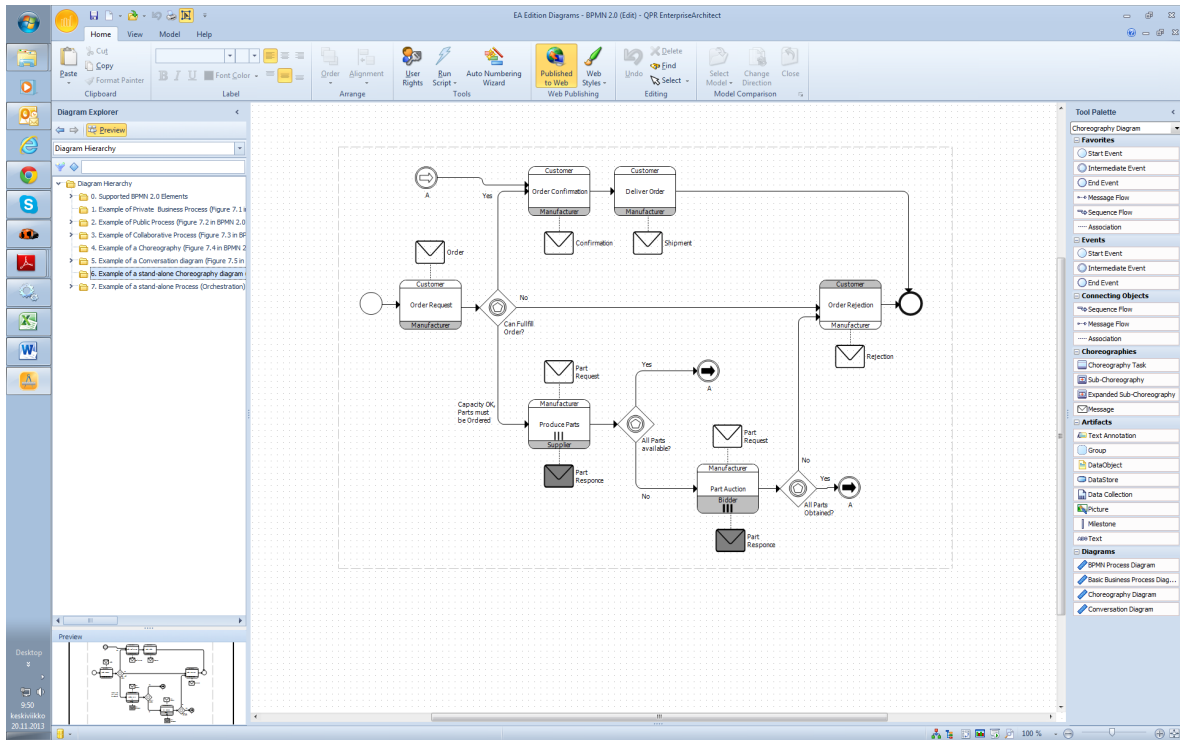 EA Edition Diagrams - BPMN 2.0 (Edit) - QPR EnterpriseArchitect
Home View Model Help
Paste
Cut
Copy
Format Painter
Clipboard
B I U Font Color
Label
Order Alignment
Arrange
User Rights
Run Script
Auto Numbering Wizard
Tools
Published to Web
Web Styles
Web Publishing
Undo
Delete
Find
Select
Editing
Select Model
Change Direction
Close
Model Comparison
Diagram Explorer
Preview
Diagram Hierarchy
Diagram Hierarchy
0. Supported BPMN 2.0 Elements
1. Example of Private Business Process (Figure 7.1 i
2. Example of Public Process (Figure 7.2 in BPMN 2.0
3. Example of Collaborative Process (Figure 7.3 in BP
4. Example of a Choreography (Figure 7.4 in BPMN 2
5. Example of a Conversation diagram (Figure 7.5 in
6. Example of a stand-alone Choreography diagram
7. Example of a stand-alone Process (Orchestration)
Preview
A
Yes
Customer
Order Confirmation
Manufacturer
Confirmation
Customer
Deliver Order
Manufacturer
Shipment
Order
Customer
Order Request
Manufacturer
No
Can Fullfill
Order?
Customer
Order Rejection
Manufacturer
Rejection
Part
Request
Capacity OK,
Parts must
be Ordered
Manufacturer
Produce Parts
Supplier
Part
Responce
Yes
A
All Parts
available?
No
Part
Request
Manufacturer
Part Auction
Bidder
Part
Responce
No
Yes
A
All Parts
Obtained?
Tool Palette
Choreography Diagram
Favorites
Start Event
Intermediate Event
End Event
Message Flow
Sequence Flow
Association
Events
Start Event
Intermediate Event
End Event
Connecting Objects
Sequence Flow
Message Flow
Association
Choreographies
Choreography Task
Sub-Choreography
Expanded Sub-Choreography
Message
Artifacts
Text Annotation
Group
DataObject
DataStore
Data Collection
Picture
Milestone
Text
Diagrams
BPMN Process Diagram
Basic Business Process Diag...
Choreography Diagram
Conversation Diagram
Desktop
9:50
keskiviikko
20.11.2013
100 %